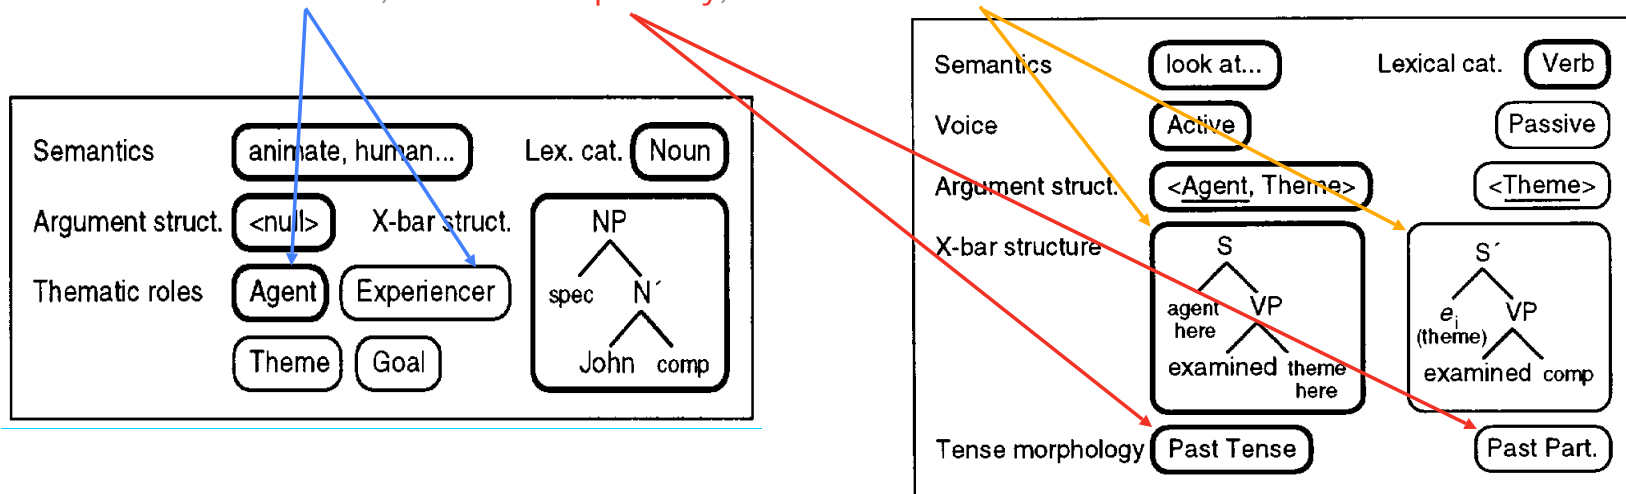 Semantics animate, human... Lex. cat. Noun
Argument struct. <null> X-bar struct.
NP
spec N´
John comp
Thematic roles Agent Experiencer
Theme Goal
Semantics look at... Lexical cat. Verb
Voice Active Passive
Argument struct. <Agent, Theme> <Theme>
X-bar structure
S
agent here VP
examined theme here
S´
ei (theme) VP
examined comp
Tense morphology Past Tense Past Part.